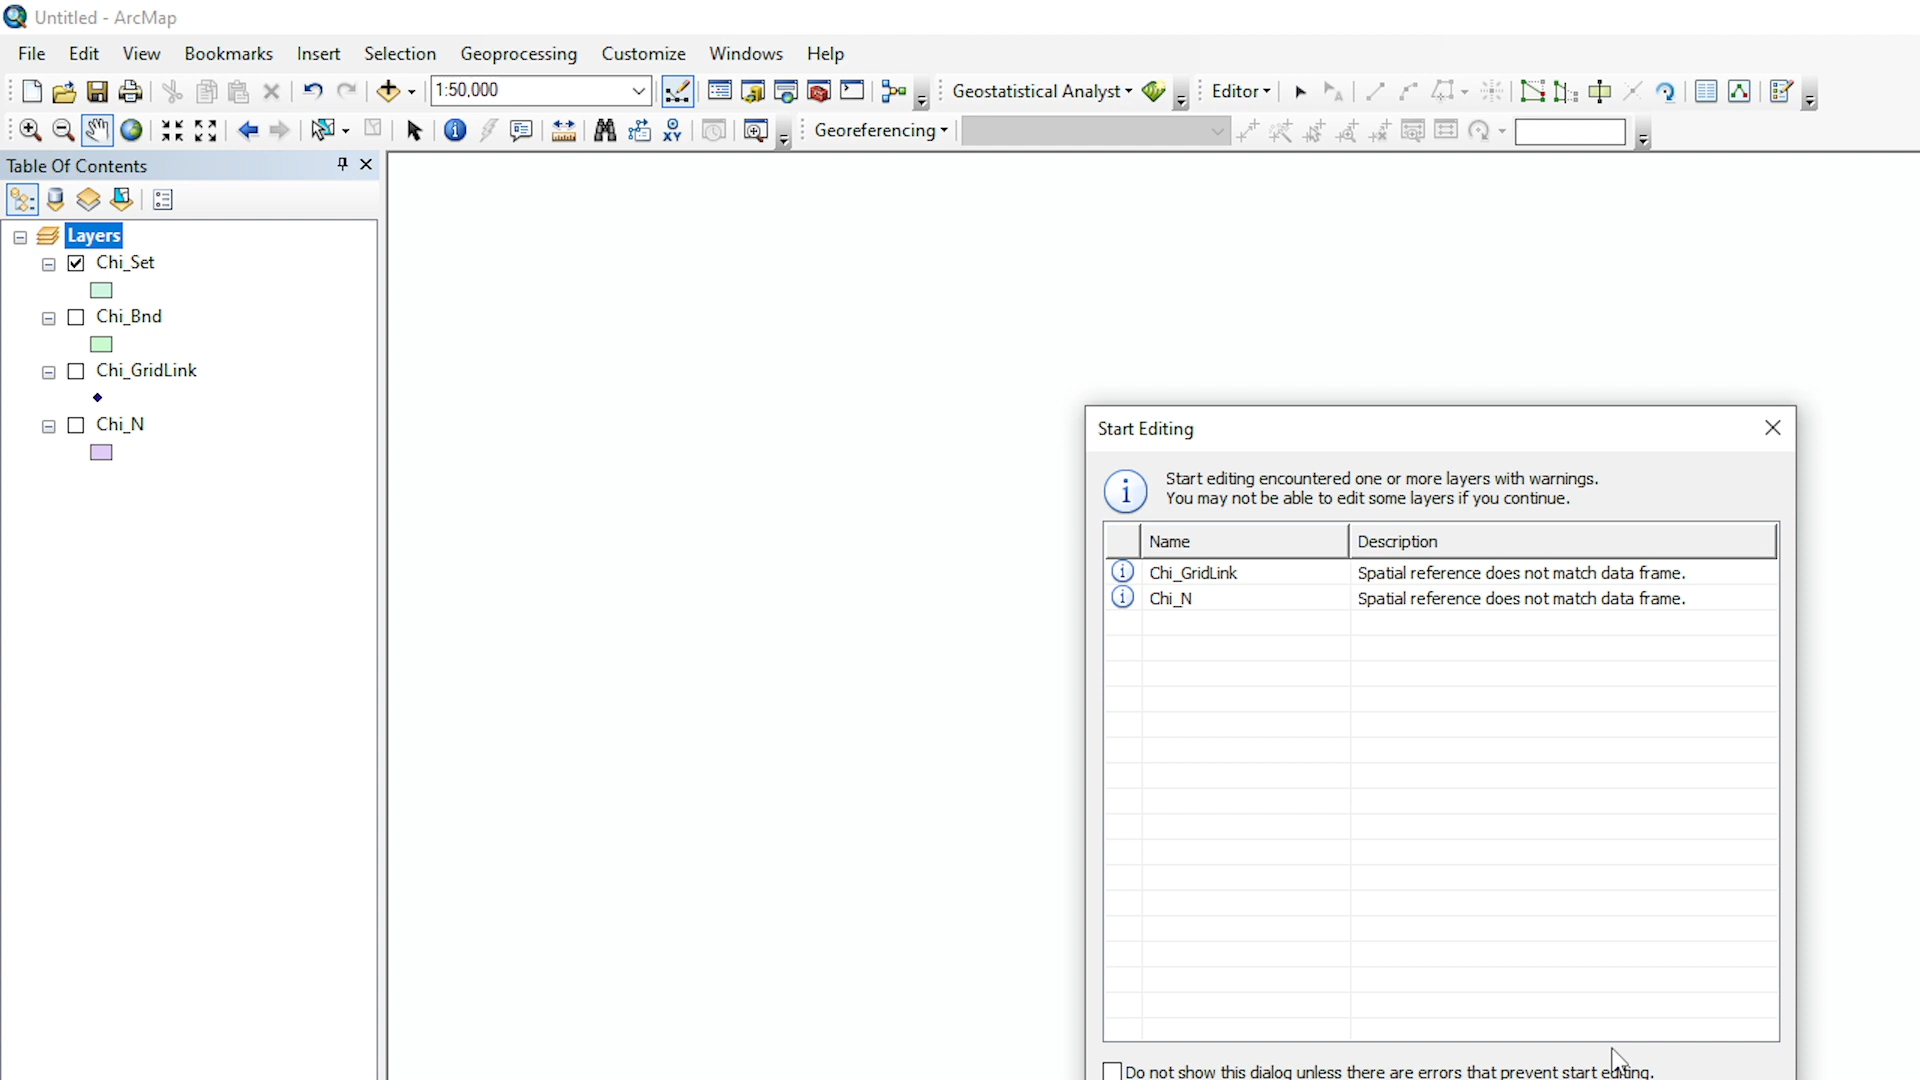 Untitled - ArcMap
File Edit View Bookmarks Insert Selection Geoprocessing Customize Windows Help
1:50,000 Geostatistical Analyst Editor
Georeferencing
Table Of Contents
Layers
Chi_Set
Chi_Bnd
Chi_GridLink
Chi_N
Start Editing
Start editing encountered one or more layers with warnings.
You may not be able to edit some layers if you continue.
Name Description
Chi_GridLink Spatial reference does not match data frame.
Chi_N Spatial reference does not match data frame.
Do not show this dialog unless there are errors that prevent start editing.